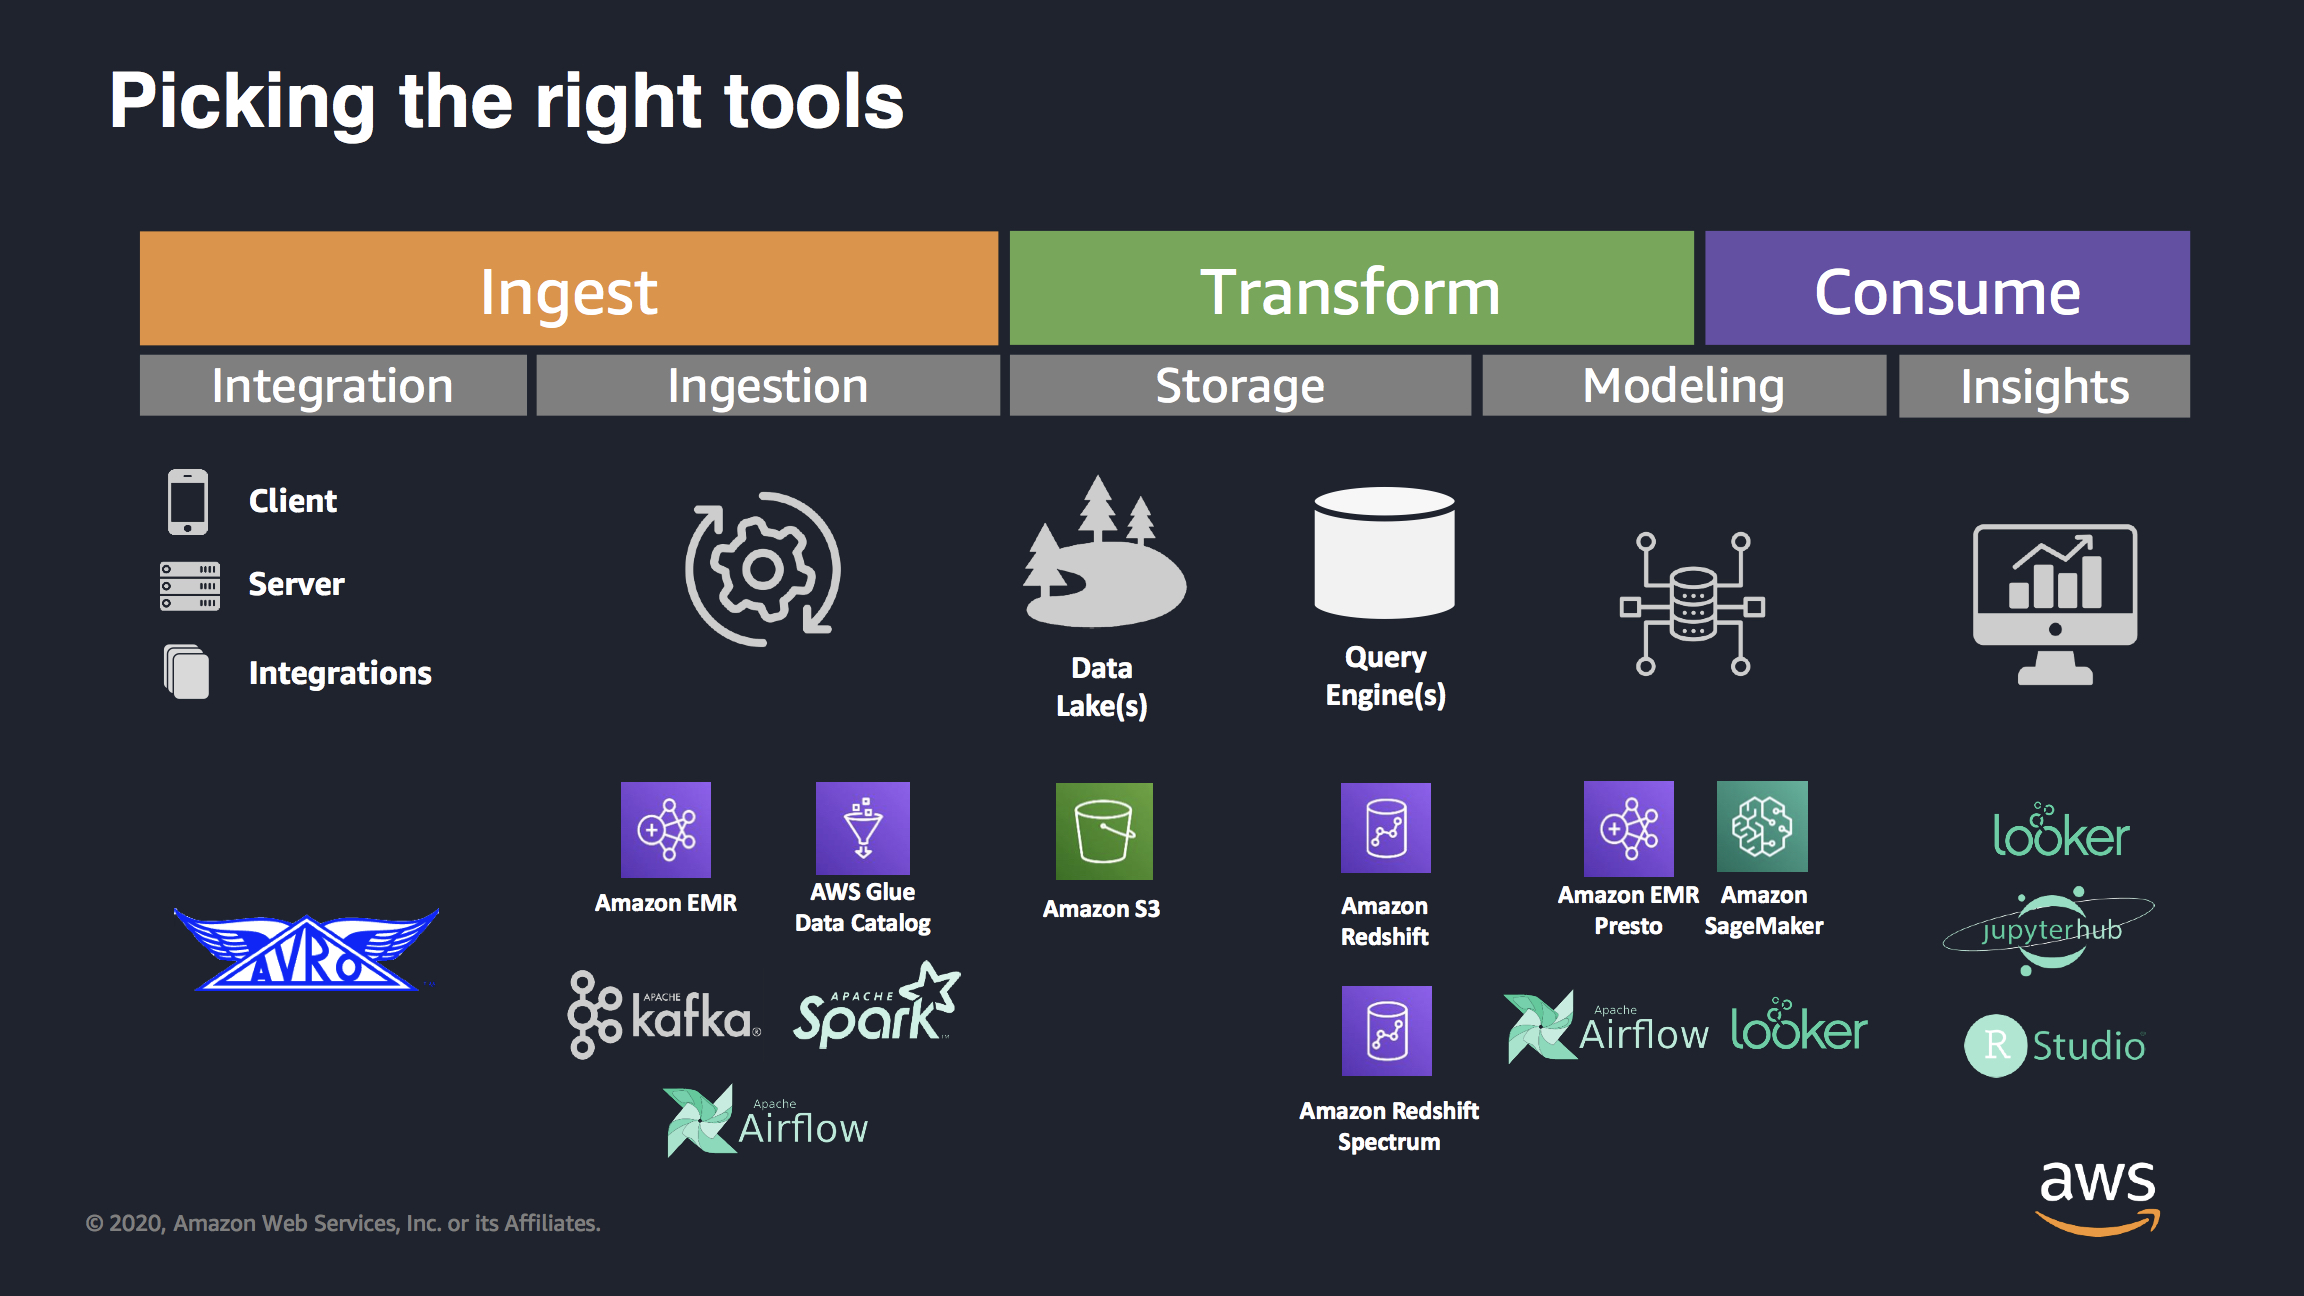 Picking the right tools
Ingest
Transform
Consume
Integration
Ingestion
Storage
Modeling
Insights
Client
Server
Integrations
Data
Lake(s)
Query
Engine(s)
AVRO
Amazon EMR
AWS Glue
Data Catalog
APACHE
kafka®
APACHE
Spark™
Apache
Airflow
Amazon S3
Amazon
Redshift
Amazon Redshift
Spectrum
Amazon EMR
Presto
Amazon
SageMaker
Apache
Airflow
looker
looker
jupyterhub
R Studio
aws
© 2020, Amazon Web Services, Inc. or its Affiliates.